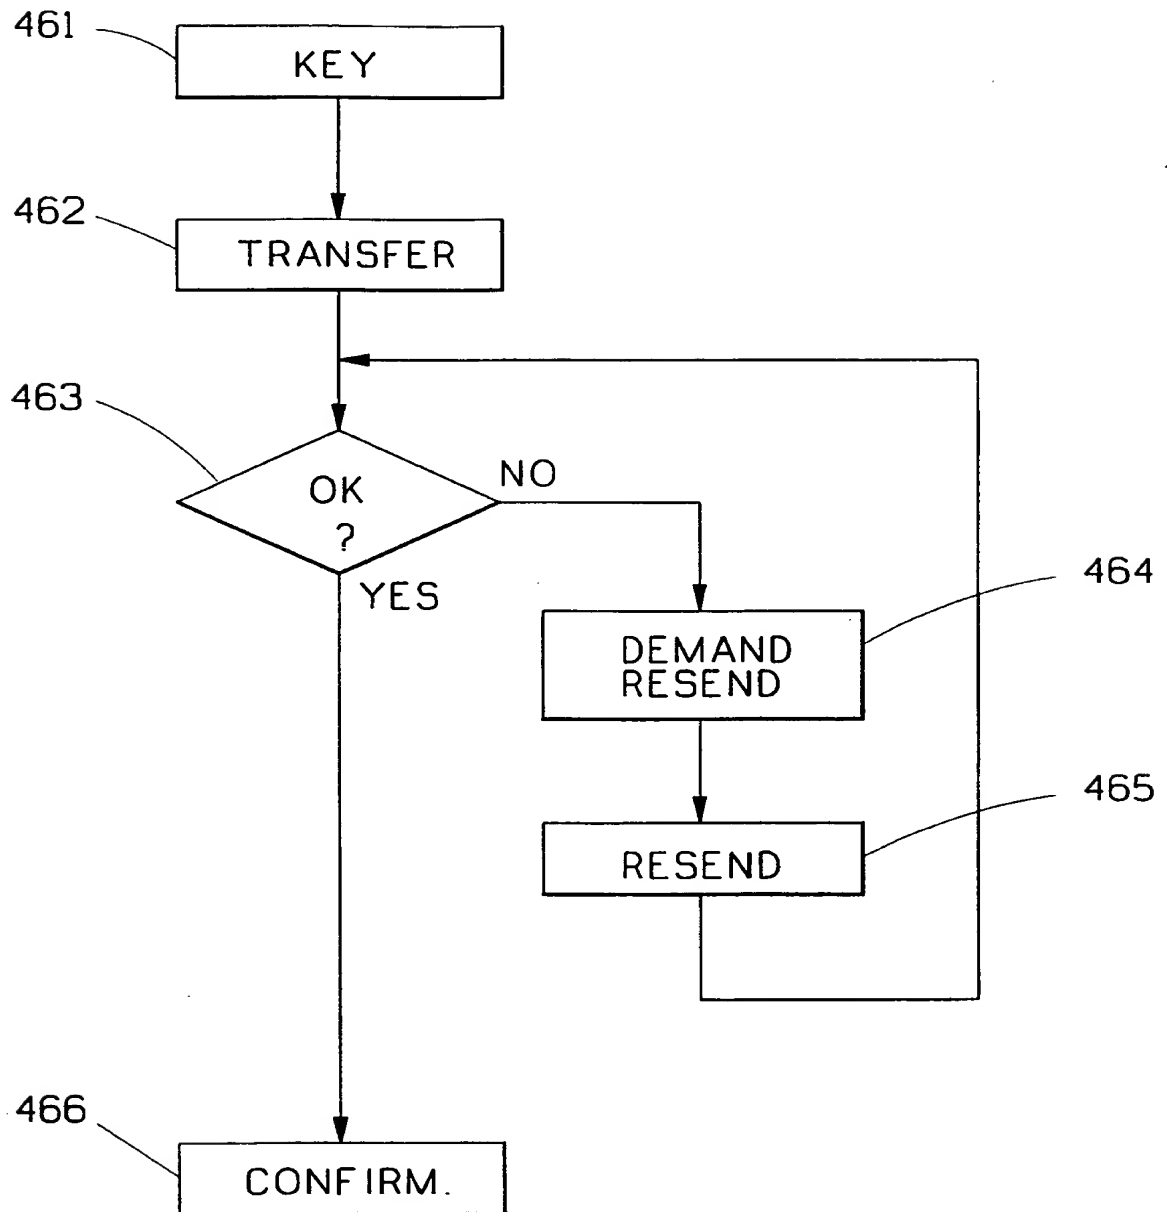 461
KEY
462
TRANSFER
463
OK
?
NO
YES
464
DEMAND
RESEND
465
RESEND
466
CONFIRM.